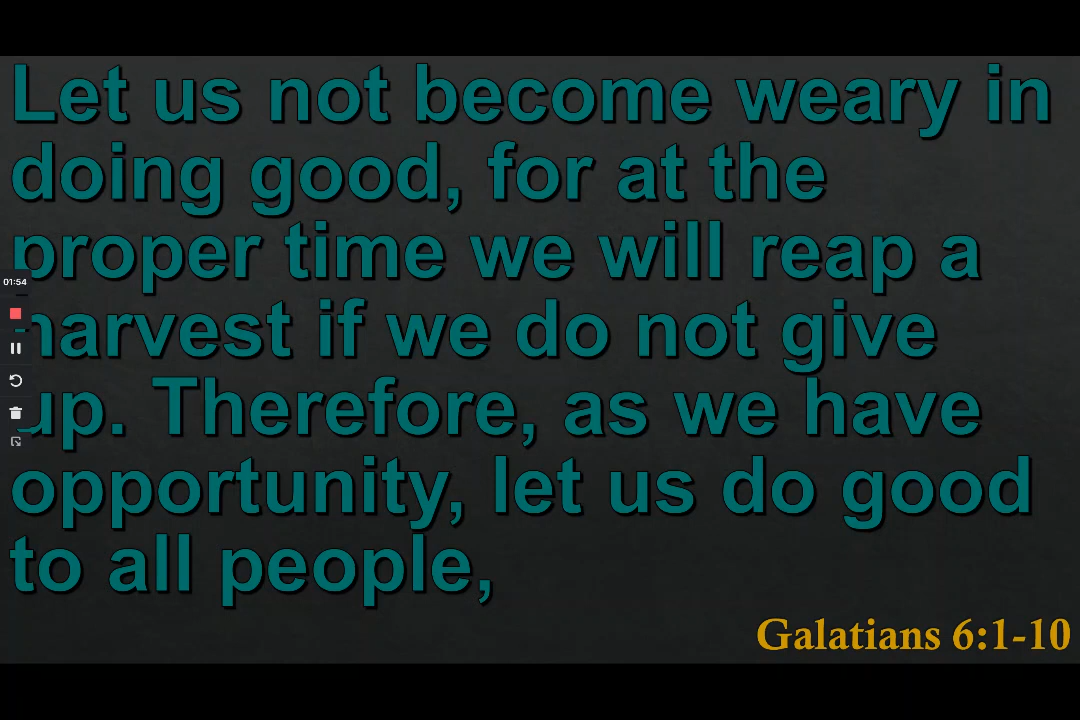 Let us not become weary in
doing good, for at the
proper time we will reap a
01:54
harvest if we do not give
up. Therefore, as we have
opportunity, let us do good
to all people,
Galatians 6:1-10